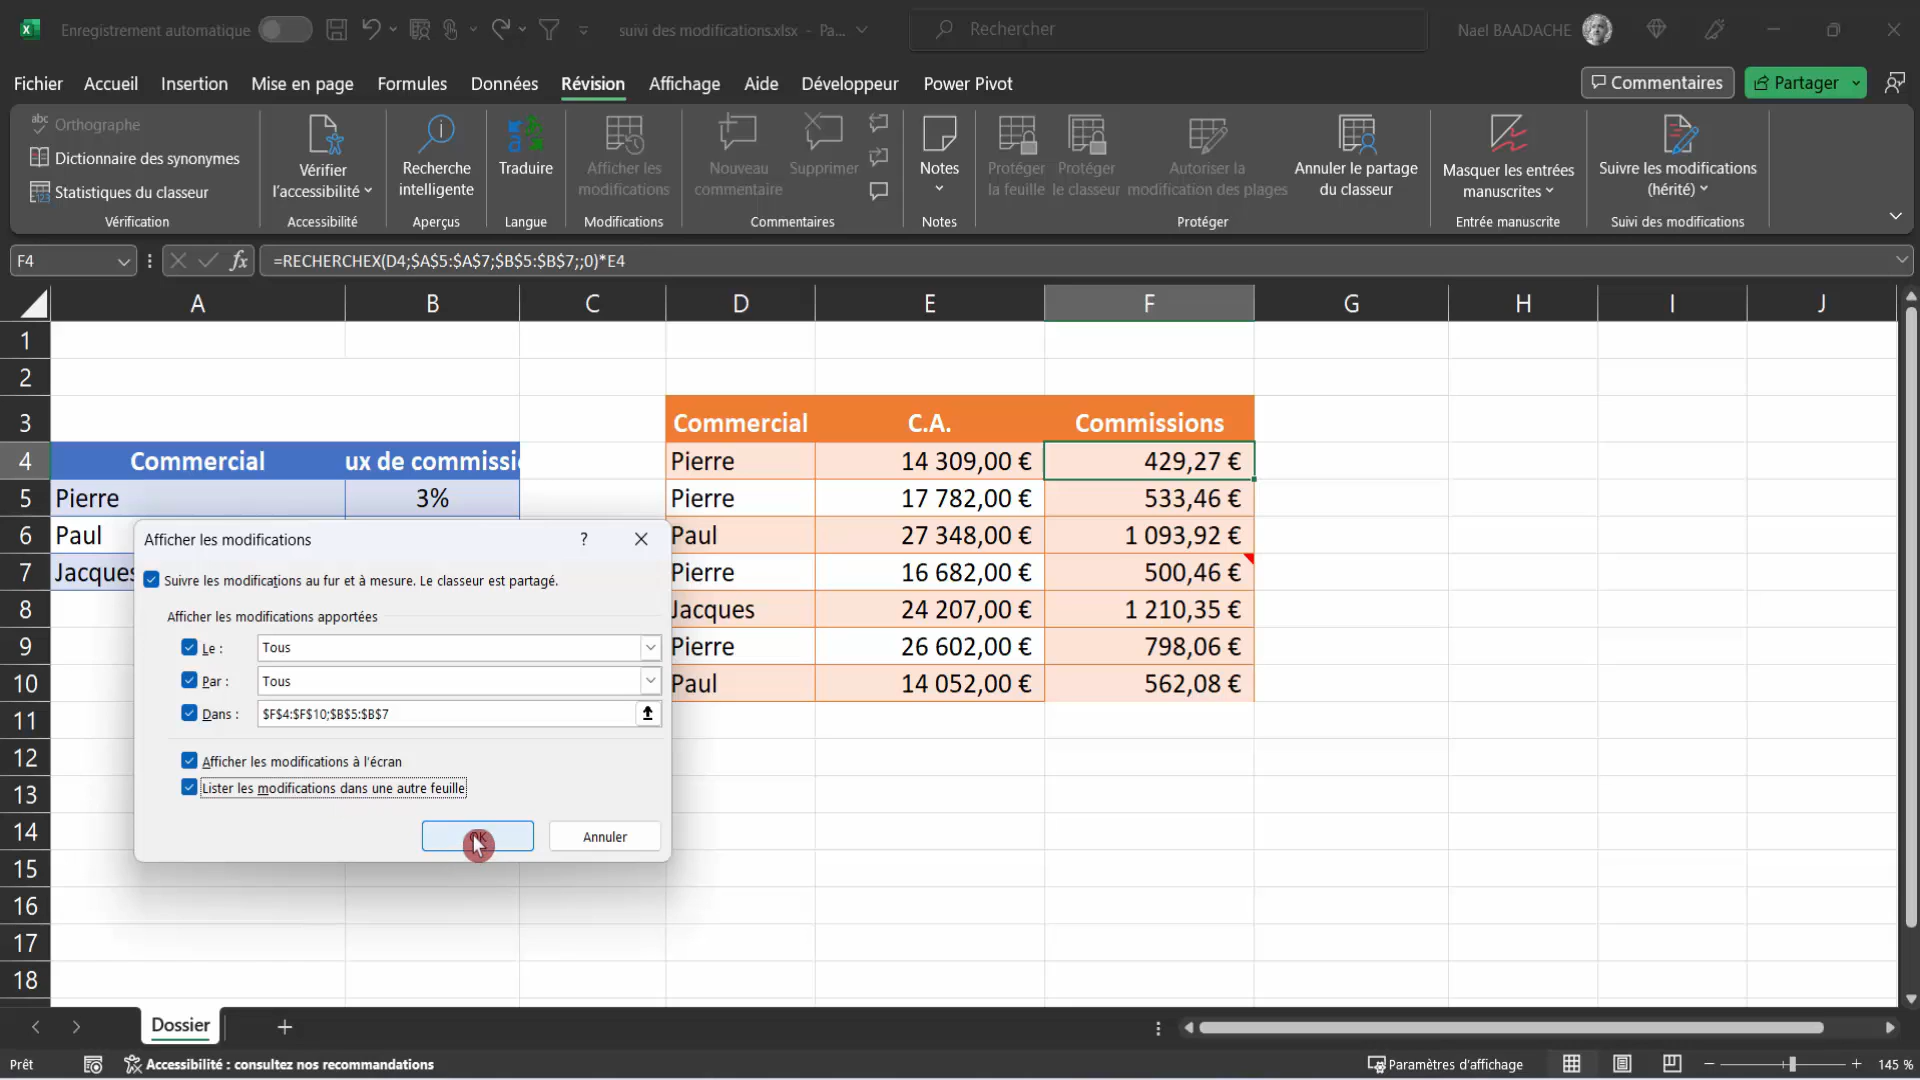 Enregistrement automatique
suivi des modifications.xlsx - Pa...
Rechercher
Nael BAADACHE
Fichier Accueil Insertion Mise en page Formules Données Révision Affichage Aide Développeur Power Pivot
Commentaires
Partager
abc Orthographe
Dictionnaire des synonymes
Statistiques du classeur
Vérification
Vérifier
l'accessibilité
Accessibilité
Recherche
intelligente
Aperçus
Traduire
Langue
Afficher les
modifications
Modifications
Nouveau
commentaire
Supprimer
Commentaires
Notes
Notes
Protéger
la feuille
Protéger
le classeur
Autoriser la
modification des plages
Annuler le partage
du classeur
Protéger
Masquer les entrées
manuscrites
Entrée manuscrite
Suivre les modifications
(hérité)
Suivi des modifications
F4
fx
=RECHERCHEX(D4;$A$5:$A$7;$B$5:$B$7;;0)*E4
A B C D E F G H I J
1
2
3 Commercial C.A. Commissions
4 Commercial ux de commissi Pierre 14 309,00 € 429,27 €
5 Pierre 3% Pierre 17 782,00 € 533,46 €
6 Paul Paul 27 348,00 € 1 093,92 €
7 Jacques Pierre 16 682,00 € 500,46 €
8 Jacques 24 207,00 € 1 210,35 €
9 Pierre 26 602,00 € 798,06 €
10 Paul 14 052,00 € 562,08 €
11
12
13
14
15
16
17
18
Afficher les modifications
?
Suivre les modifications au fur et à mesure. Le classeur est partagé.
Afficher les modifications apportées
Le : Tous
Par : Tous
Dans : $F$4:$F$10;$B$5:$B$7
Afficher les modifications à l'écran
Lister les modifications dans une autre feuille
OK
Annuler
Dossier
Prêt
Accessibilité : consultez nos recommandations
Paramètres d'affichage
145 %